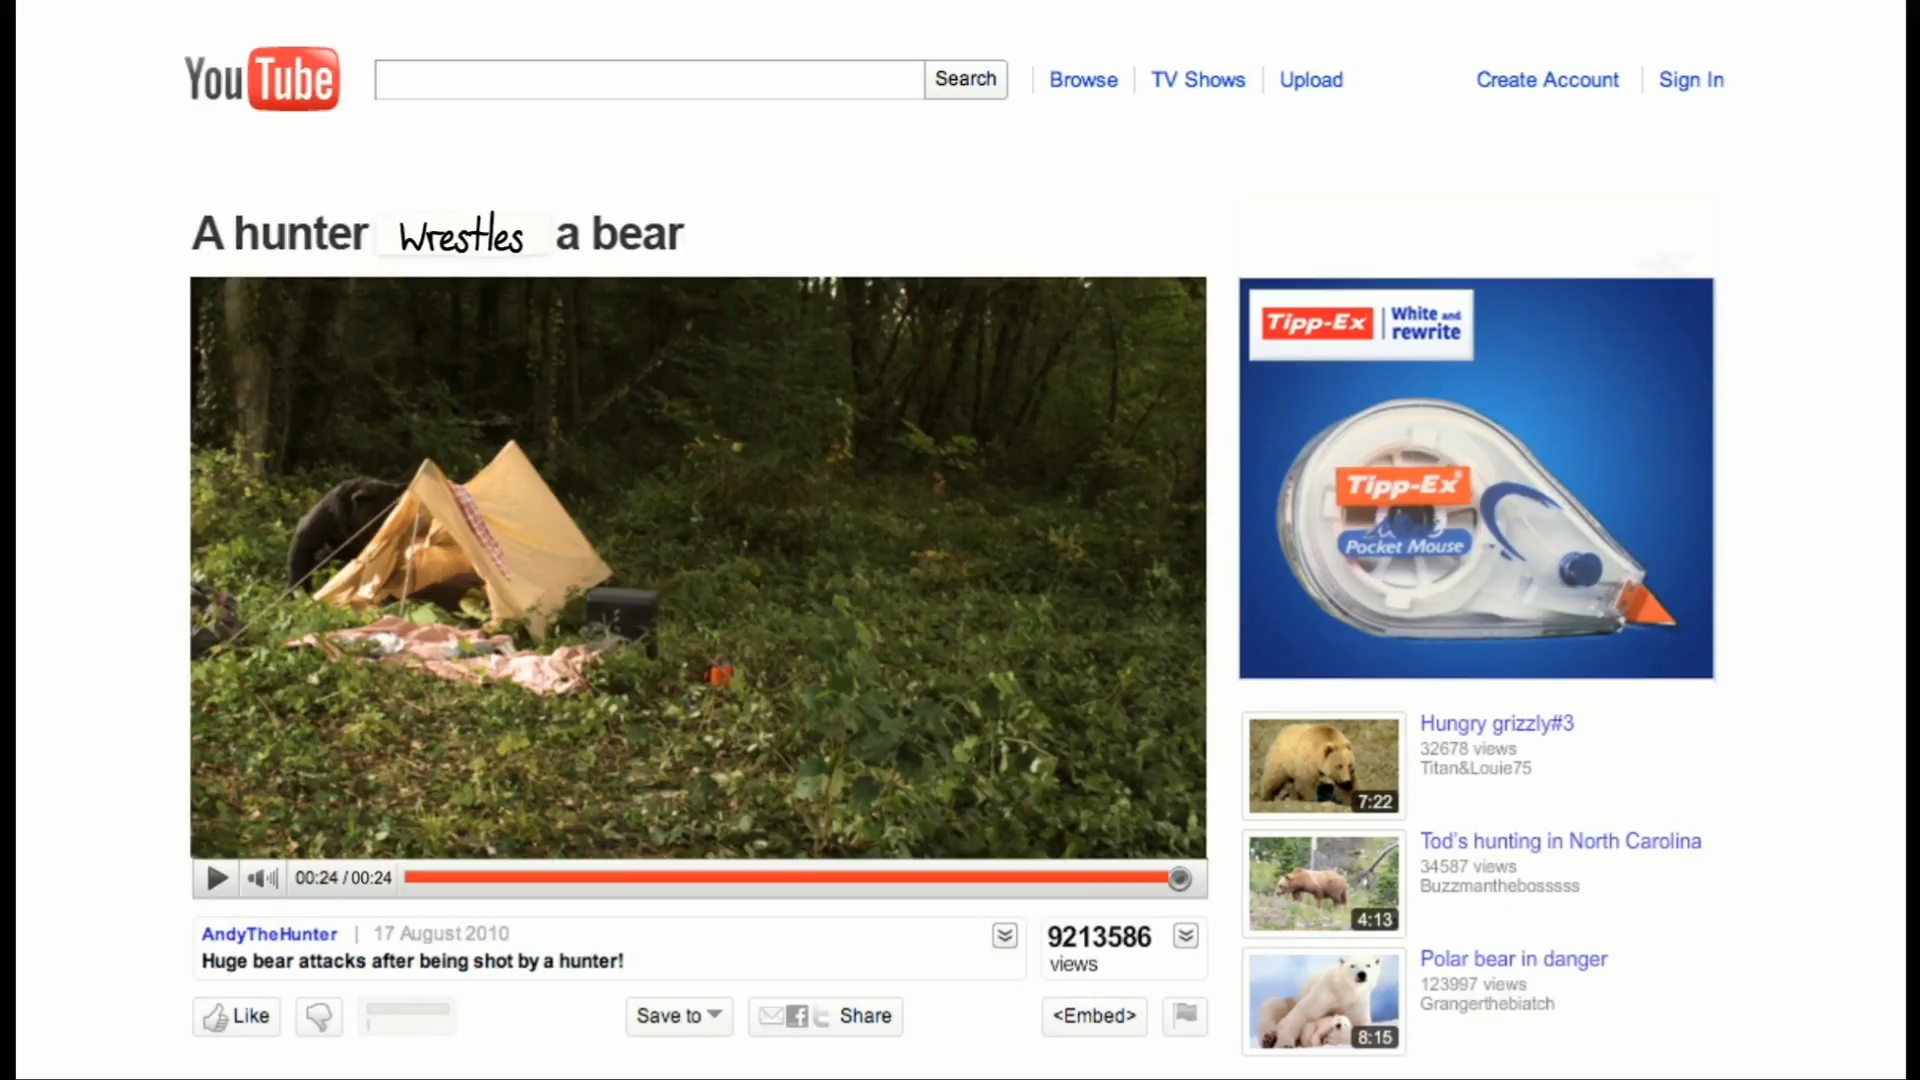 YouTube
Search
Browse
TV Shows
Upload
Create Account
Sign In
A hunter wrestles a bear
Tipp-Ex | White and rewrite
Tipp-Ex
Pocket Mouse
00:24 / 00:24
AndyTheHunter | 17 August 2010
Huge bear attacks after being shot by a hunter!
9213586
views
Like
Save to
Share
<Embed>
Hungry grizzly#3
32678 views
Titan&Louie75
7:22
Tod's hunting in North Carolina
34587 views
Buzzmanthebosssss
4:13
Polar bear in danger
123997 views
Grangerthebiatch
8:15